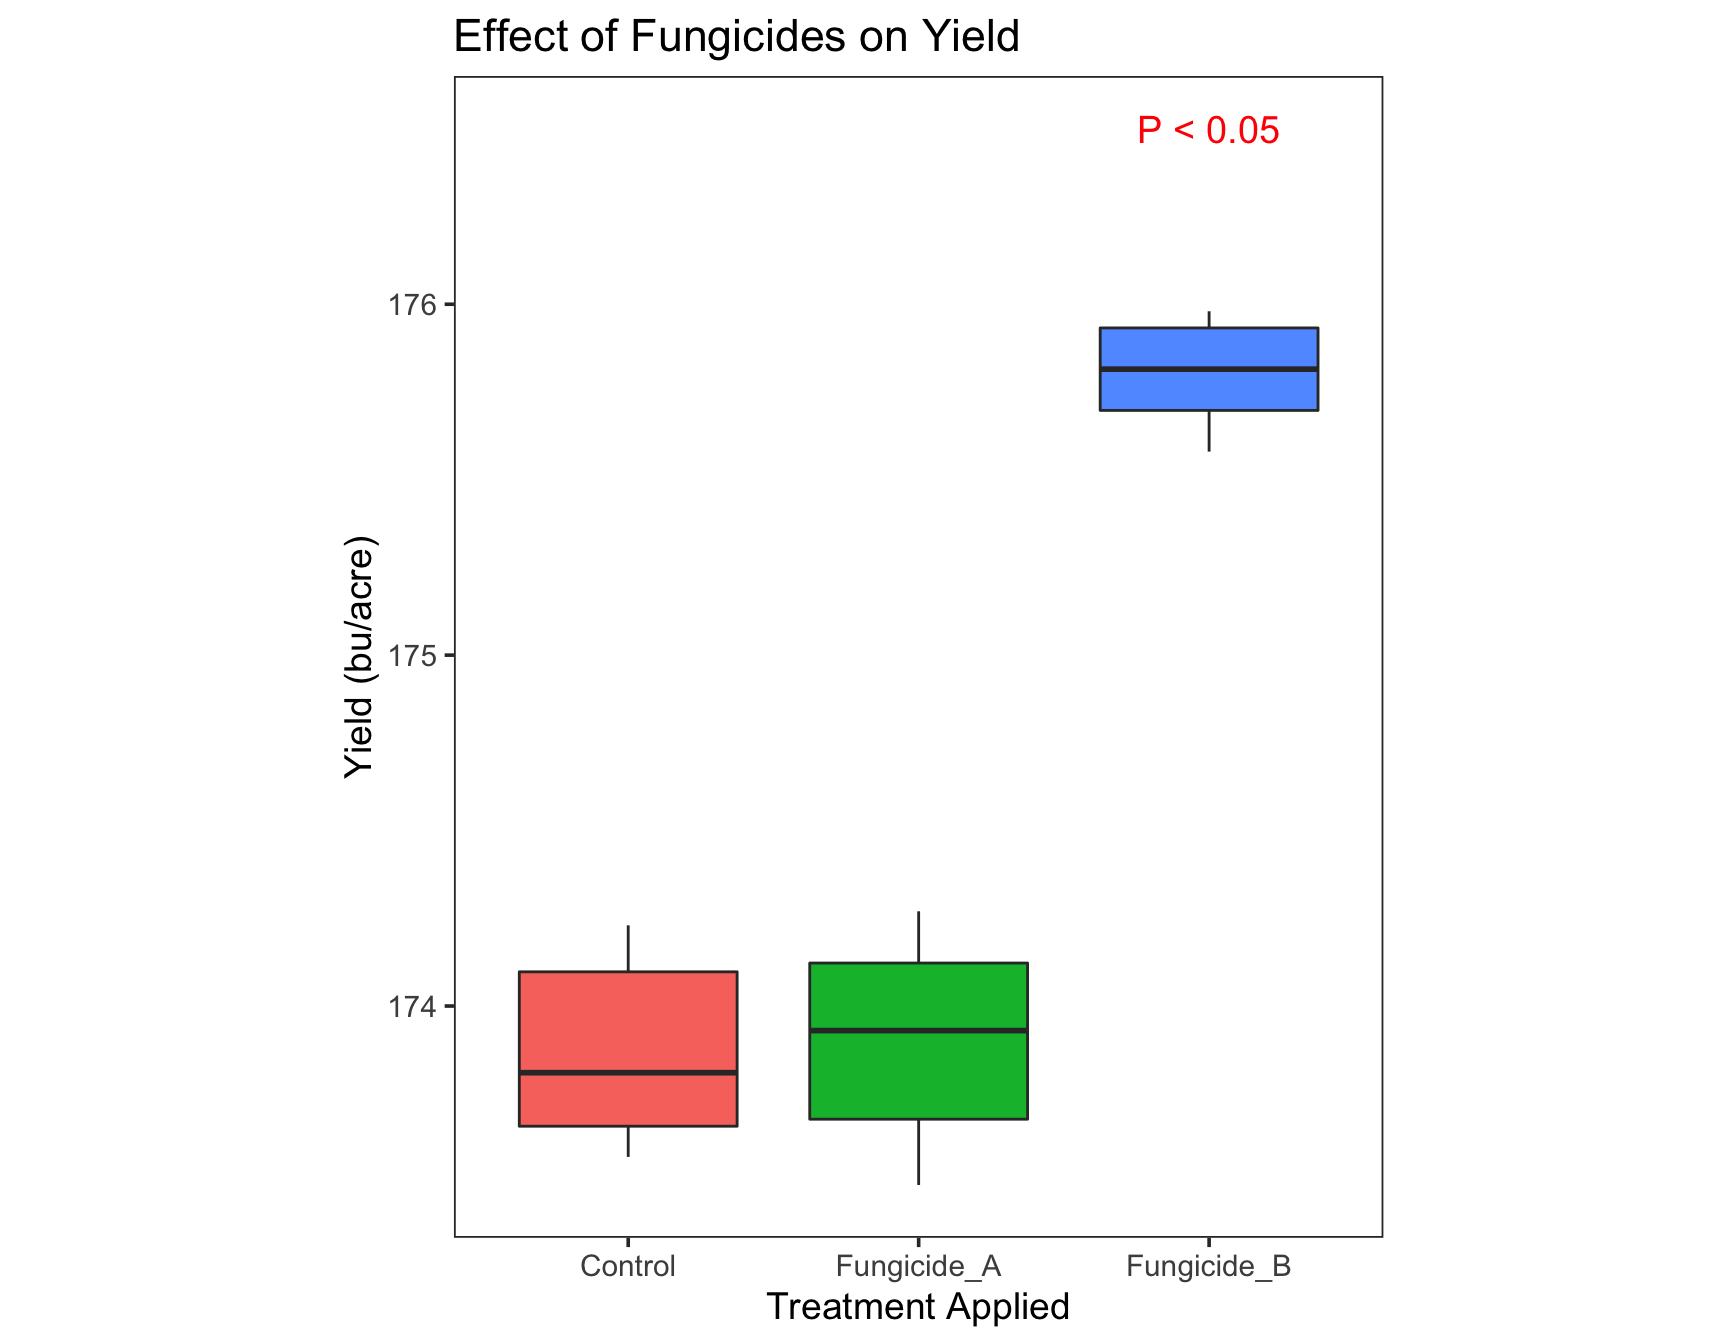 Effect of Fungicides on Yield
P < 0.05
Yield (bu/acre)
176
175
174
Control Fungicide_A Fungicide_B
Treatment Applied